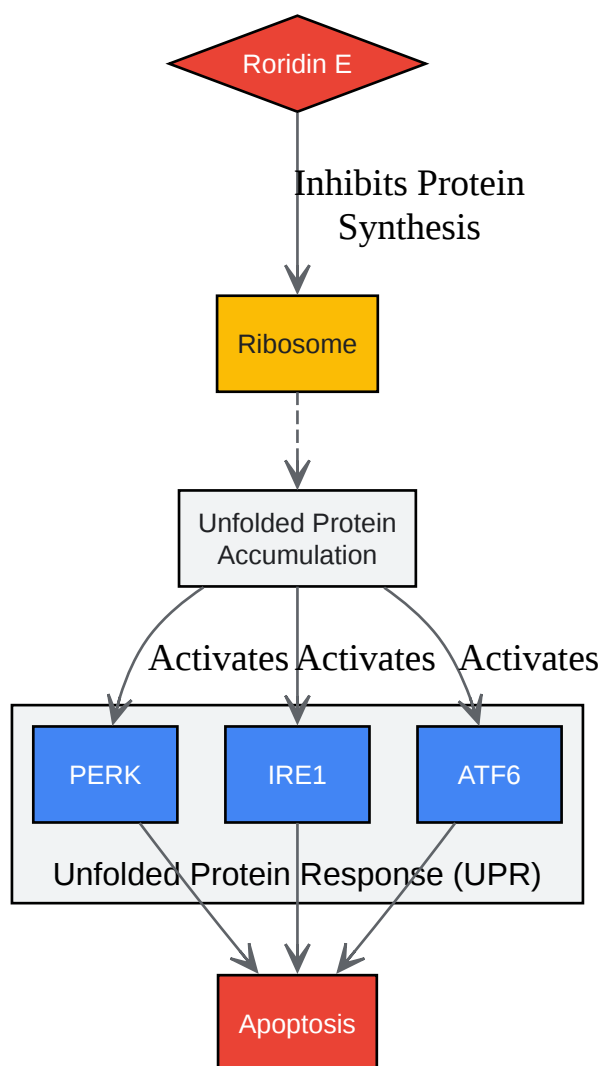 Roridin E
Inhibits Protein
Synthesis
Ribosome
Unfolded Protein
Accumulation
Activates
Activates
Activates
PERK
IRE1
ATF6
Unfolded Protein Response (UPR)
Apoptosis